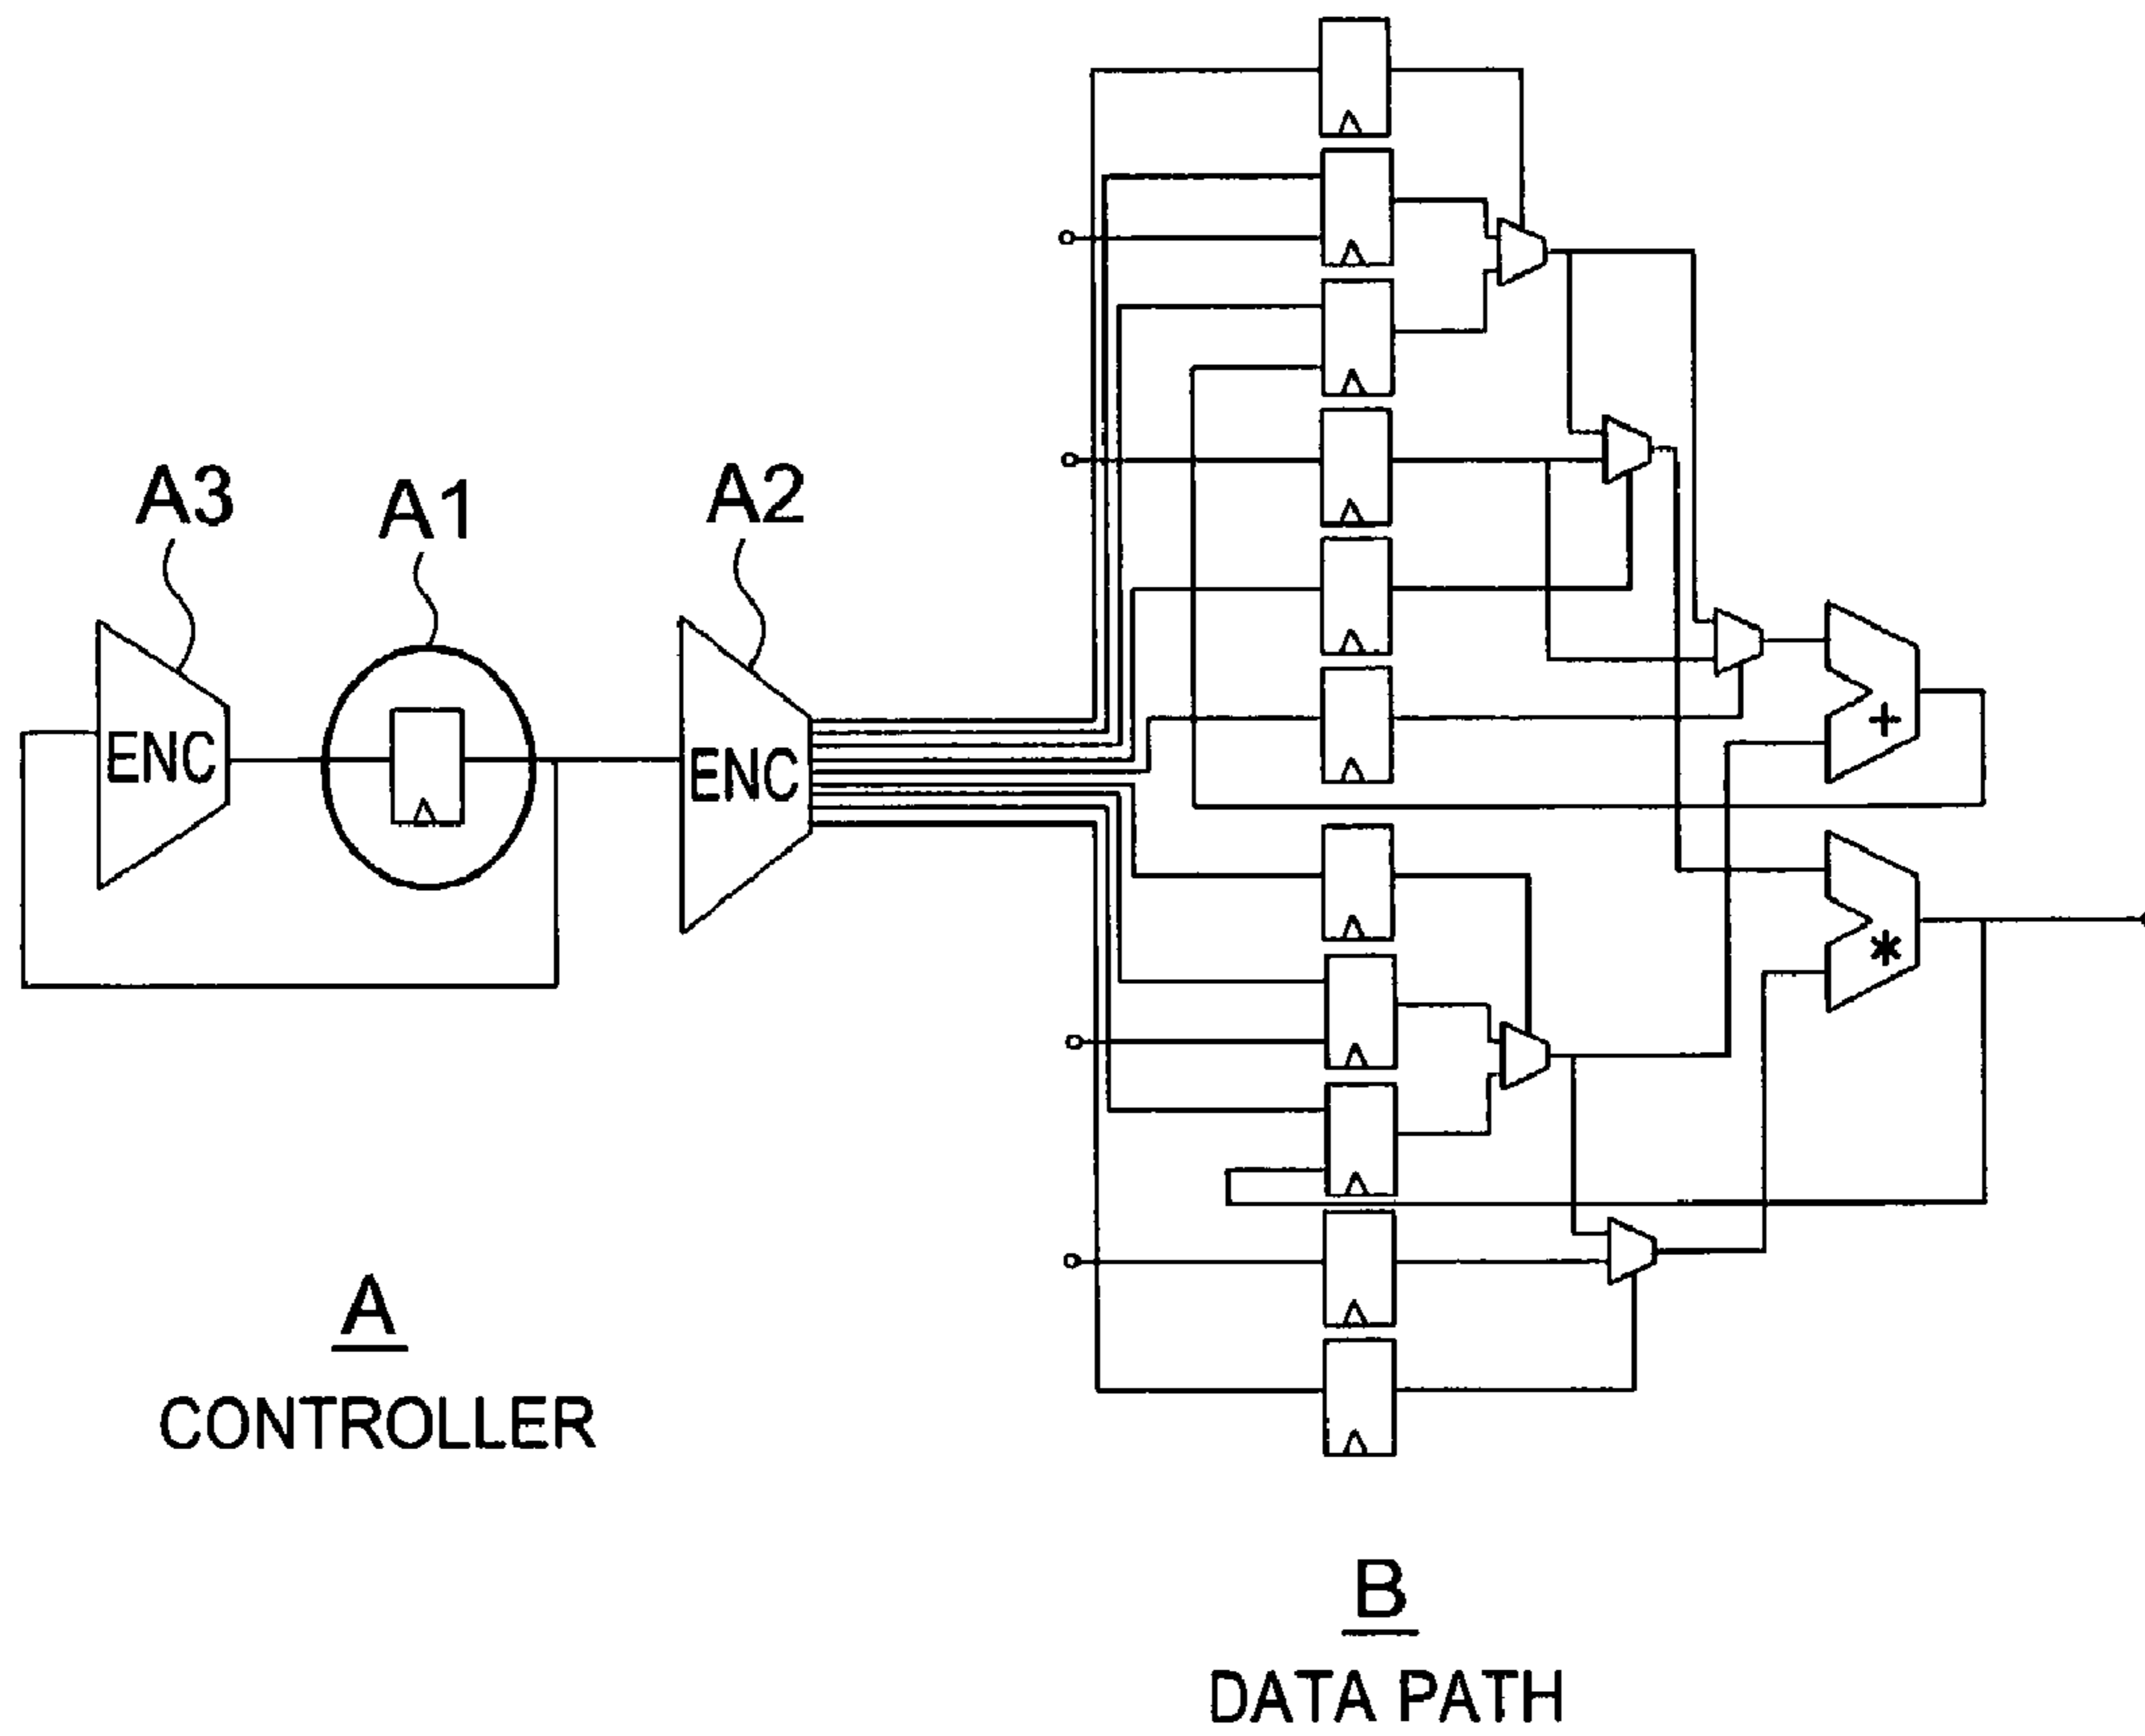 A3
A1
A2
ENC
ENC
+
*
A
CONTROLLER
B
DATA PATH